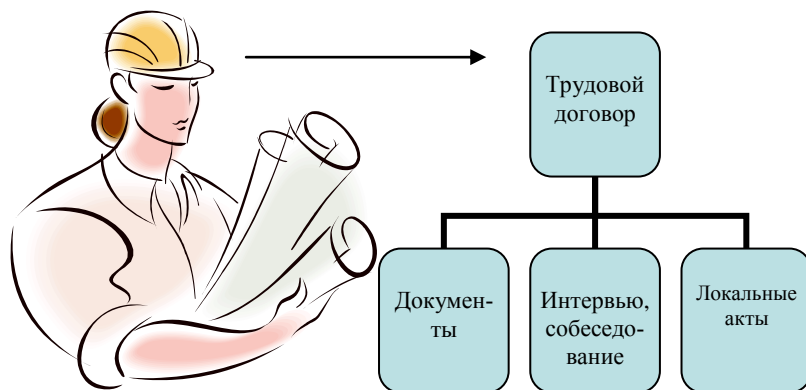 Трудовой
договор
Докумен-
ты
Интервью,
собеседо-
вание
Локальные
акты